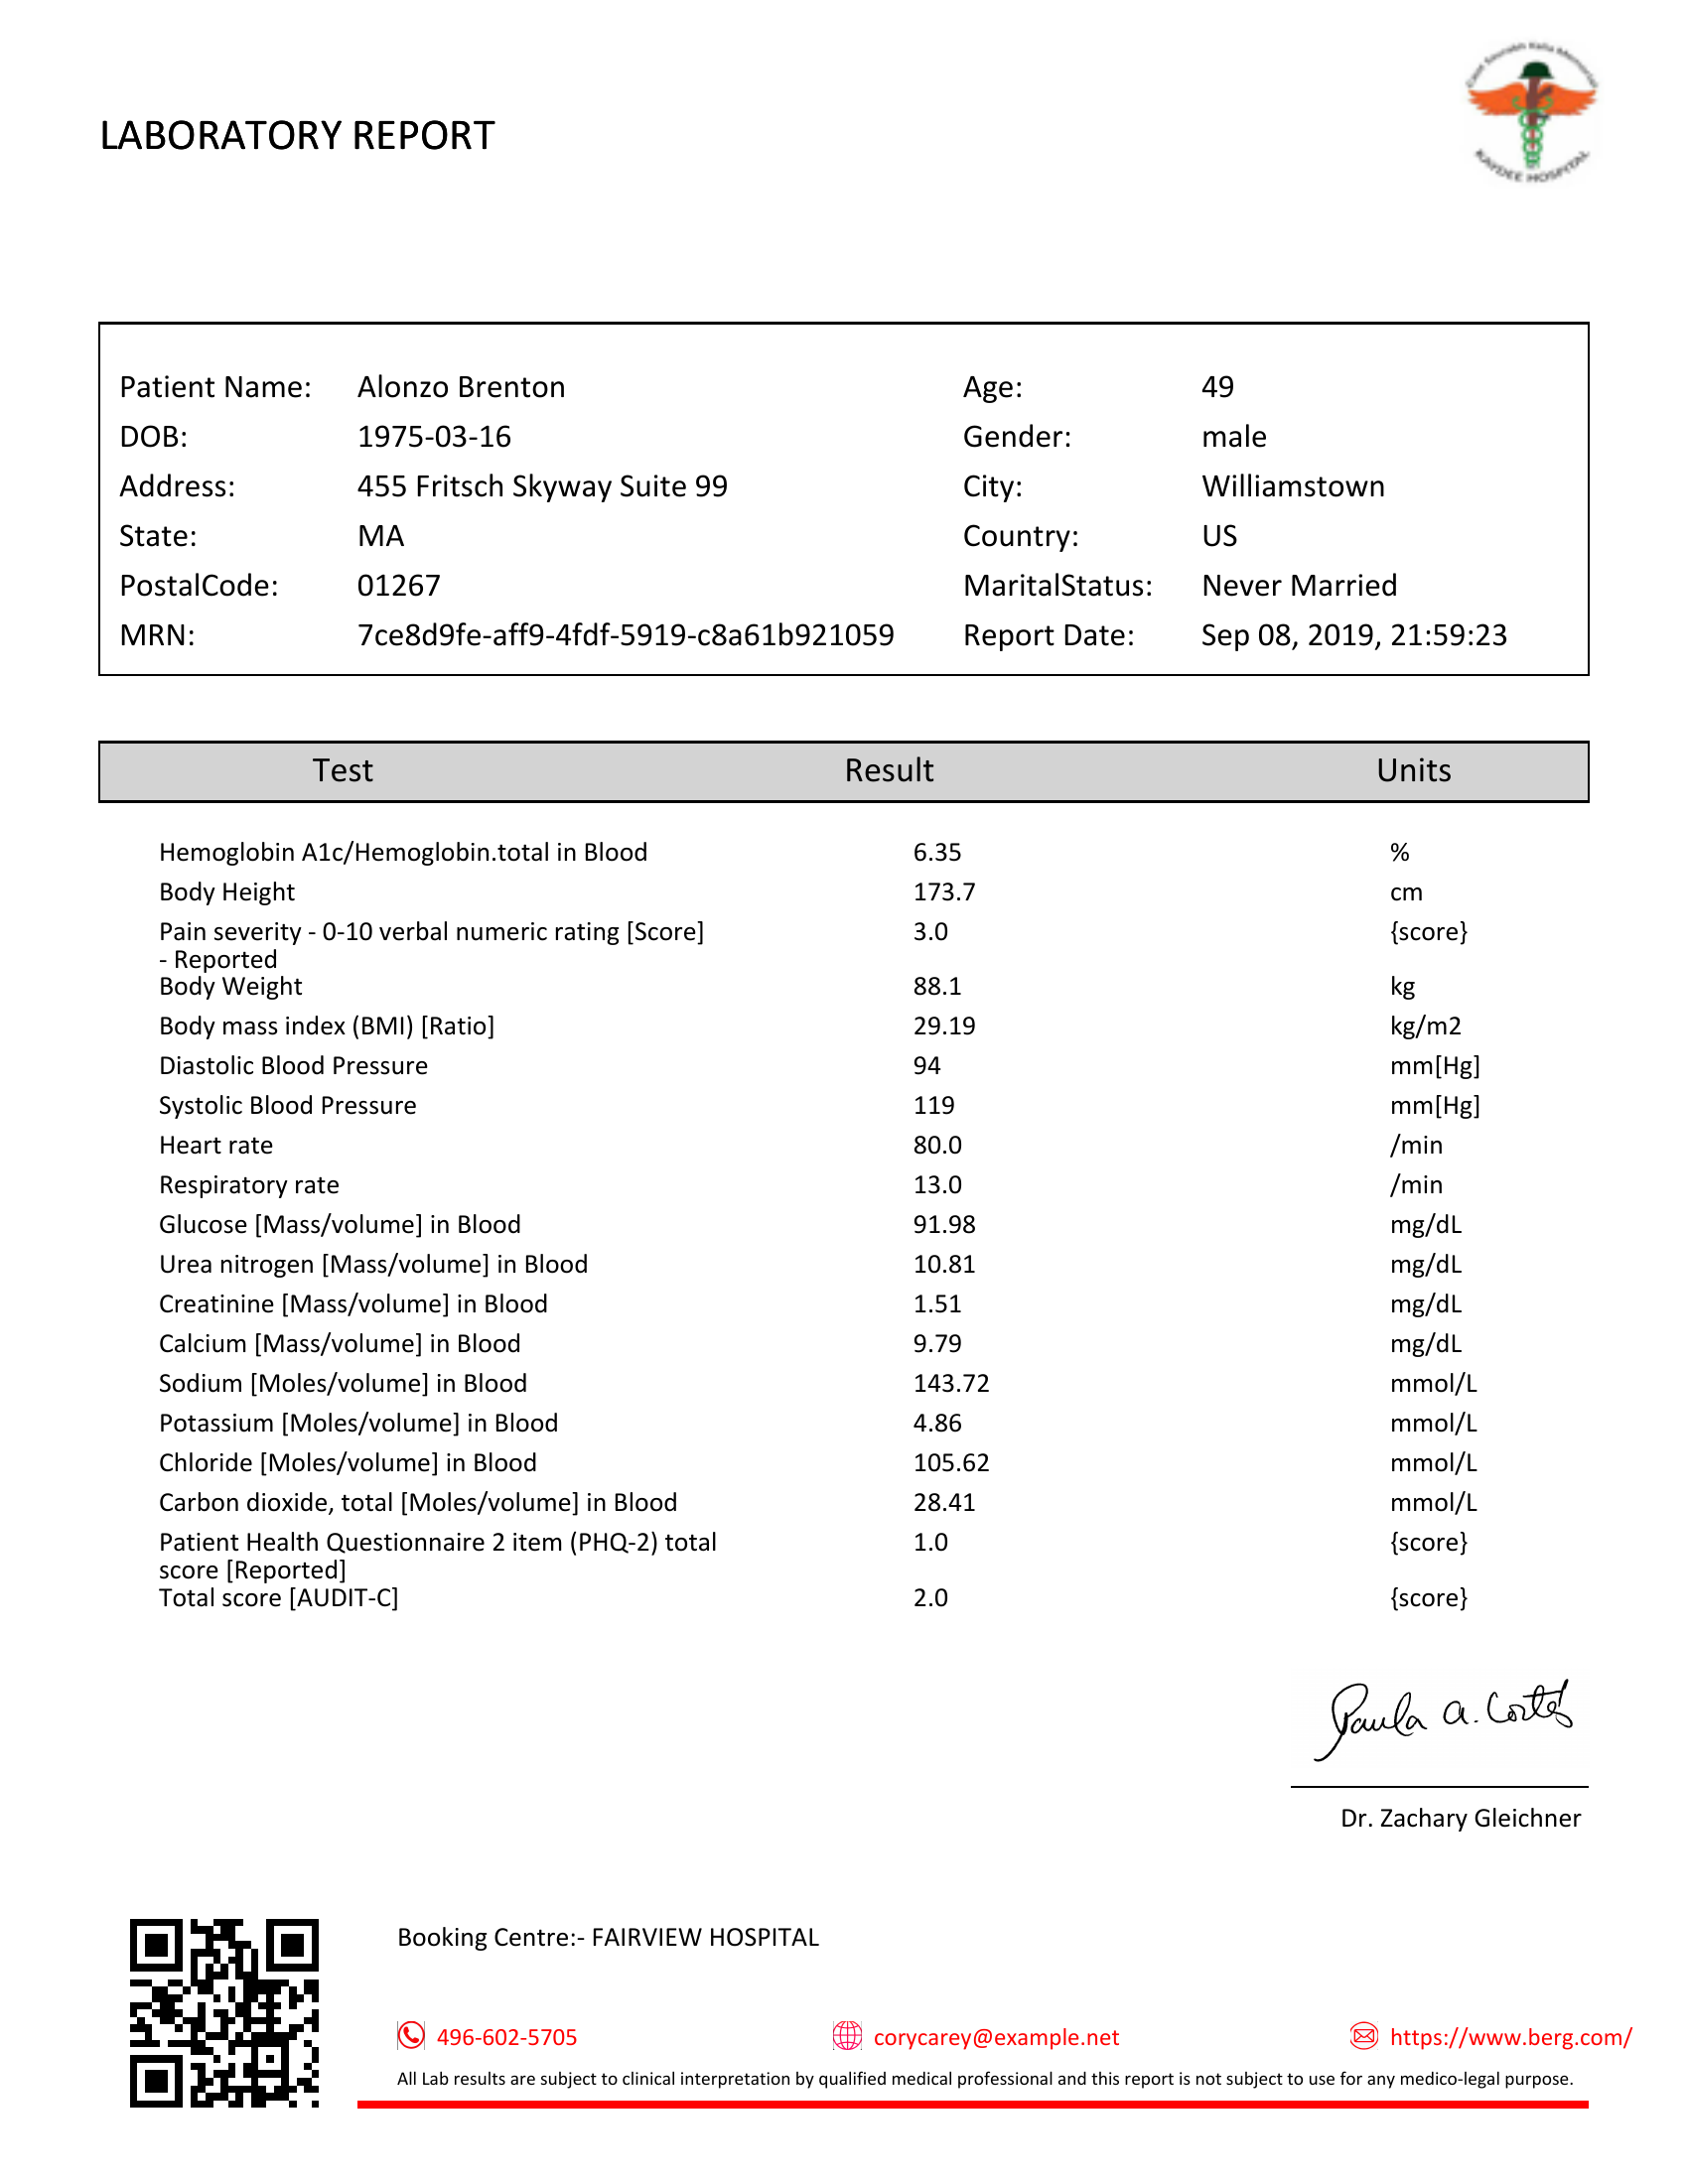 LABORATORY REPORT
KAYDEE HOSPITAL
Patient Name: Alonzo Brenton Age: 49
DOB: 1975-03-16 Gender: male
Address: 455 Fritsch Skyway Suite 99 City: Williamstown
State: MA Country: US
PostalCode: 01267 MaritalStatus: Never Married
MRN: 7ce8d9fe-aff9-4fdf-5919-c8a61b921059 Report Date: Sep 08, 2019, 21:59:23
Test Result Units
Hemoglobin A1c/Hemoglobin.total in Blood 6.35 %
Body Height 173.7 cm
Pain severity - 0-10 verbal numeric rating [Score] 3.0 {score}
- Reported
Body Weight 88.1 kg
Body mass index (BMI) [Ratio] 29.19 kg/m2
Diastolic Blood Pressure 94 mm[Hg]
Systolic Blood Pressure 119 mm[Hg]
Heart rate 80.0 /min
Respiratory rate 13.0 /min
Glucose [Mass/volume] in Blood 91.98 mg/dL
Urea nitrogen [Mass/volume] in Blood 10.81 mg/dL
Creatinine [Mass/volume] in Blood 1.51 mg/dL
Calcium [Mass/volume] in Blood 9.79 mg/dL
Sodium [Moles/volume] in Blood 143.72 mmol/L
Potassium [Moles/volume] in Blood 4.86 mmol/L
Chloride [Moles/volume] in Blood 105.62 mmol/L
Carbon dioxide, total [Moles/volume] in Blood 28.41 mmol/L
Patient Health Questionnaire 2 item (PHQ-2) total 1.0 {score}
score [Reported]
Total score [AUDIT-C] 2.0 {score}
Paula A.
Dr. Zachary Gleichner
Booking Centre:- FAIRVIEW HOSPITAL
496-602-5705 corycarey@example.net https://www.berg.com/
All Lab results are subject to clinical interpretation by qualified medical professional and this report is not subject to use for any medico-legal purpose.